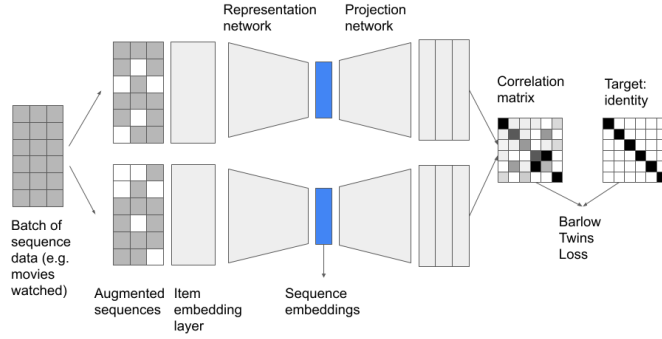 Representation
network
Projection
network
Correlation
matrix
Target:
identity
Batch of
sequence
data (e.g.
movies
watched)
Augmented
sequences
Item
embedding
layer
Sequence
embeddings
Barlow
Twins
Loss